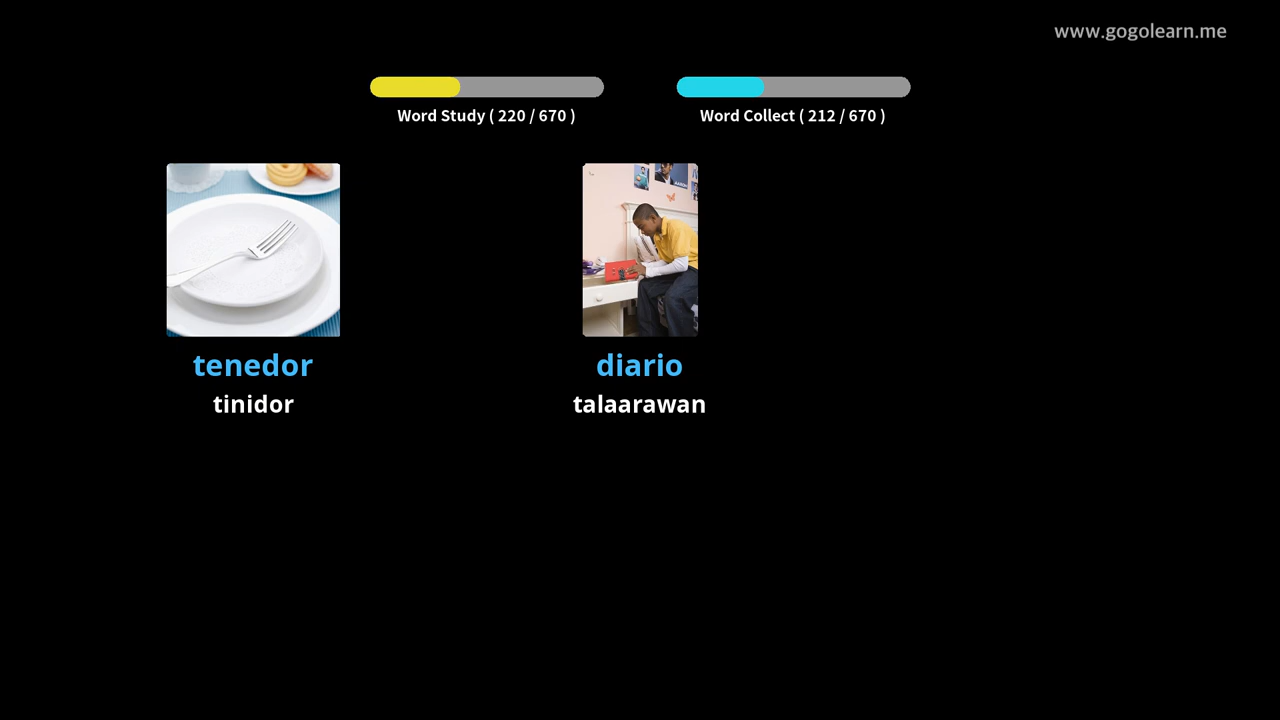 www.gogolearn.me
Word Study ( 220 / 670 )
Word Collect ( 212 / 670 )
tenedor
tinidor
diario
talaarawan